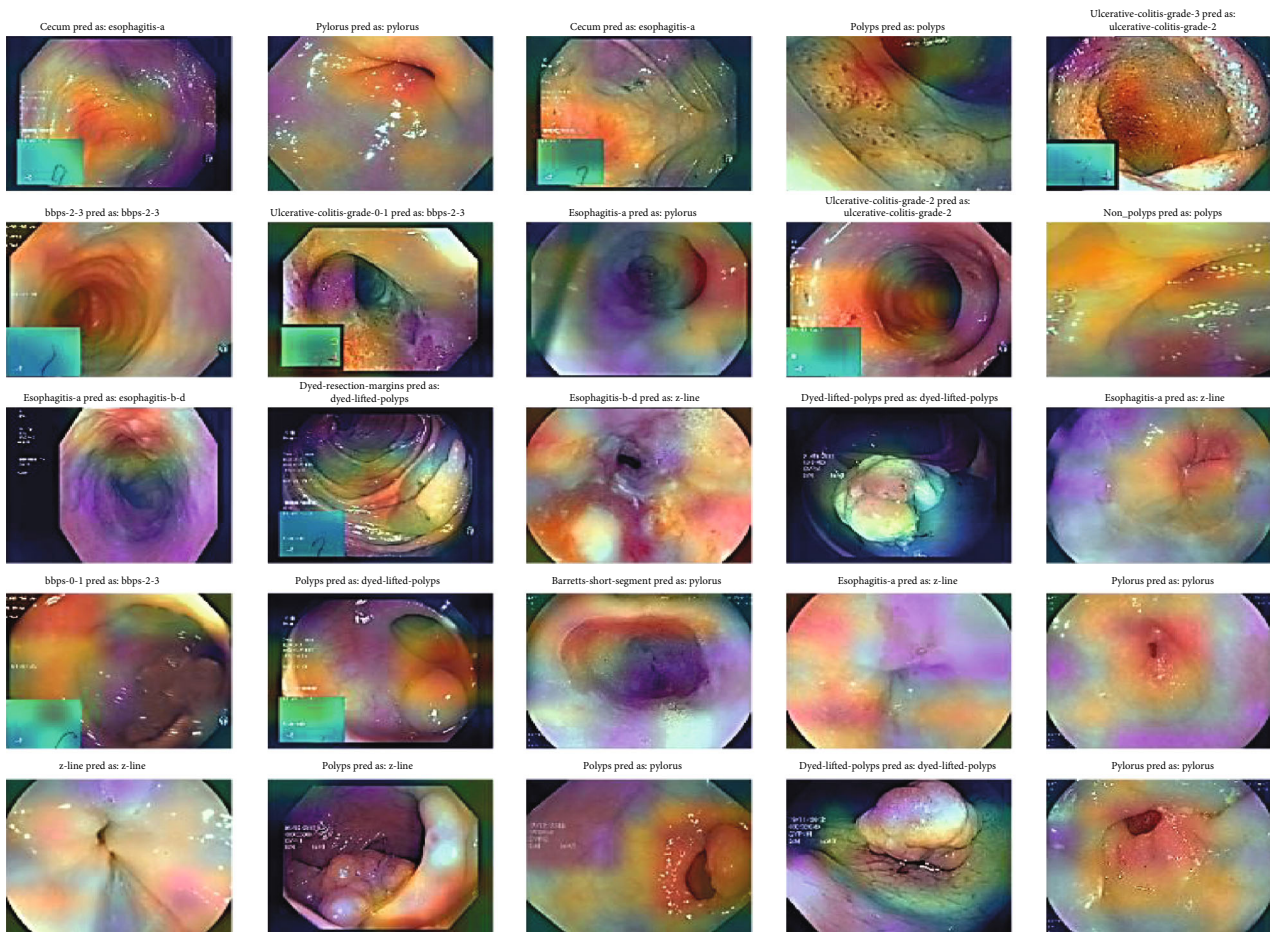 Cecum pred as: esophagitis-a
Pylorus pred as: pylorus
Cecum pred as: esophagitis-a
Polyps pred as: polyps
Ulcerative-colitis-grade-3 pred as:
ulcerative-colitis-grade-2
bbps-2-3 pred as: bbps-2-3
Ulcerative-colitis-grade-0-1 pred as: bbps-2-3
Esophagitis-a pred as: pylorus
Ulcerative-colitis-grade-2 pred as:
ulcerative-colitis-grade-2
Non_polyps pred as: polyps
Esophagitis-a pred as: esophagitis-b-d
Dyed-resection-margins pred as:
dyed-lifted-polyps
Esophagitis-b-d pred as: z-line
Dyed-lifted-polyps pred as: dyed-lifted-polyps
Esophagitis-a pred as: z-line
bbps-0-1 pred as: bbps-2-3
Polyps pred as: dyed-lifted-polyps
Barretts-short-segment pred as: pylorus
Esophagitis-a pred as: z-line
Pylorus pred as: pylorus
z-line pred as: z-line
Polyps pred as: z-line
Polyps pred as: pylorus
Dyed-lifted-polyps pred as: dyed-lifted-polyps
Pylorus pred as: pylorus